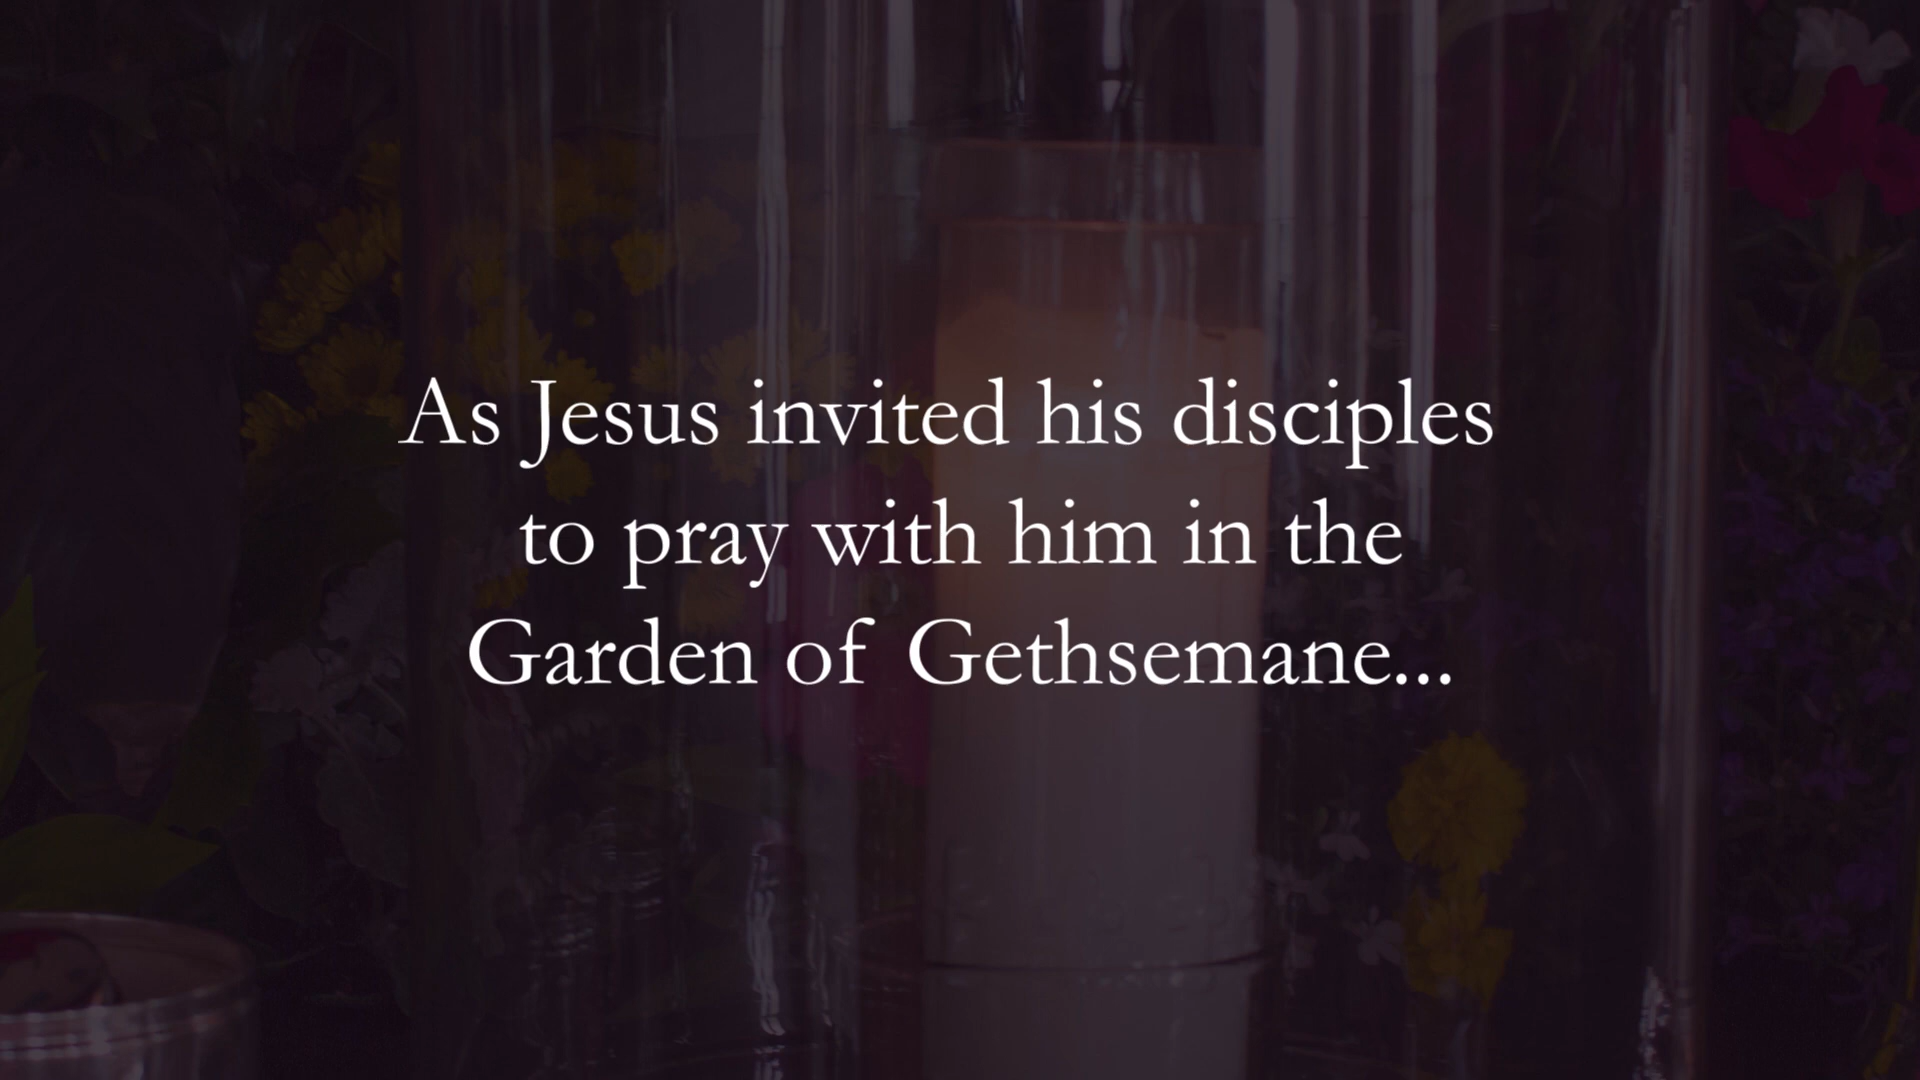 As Jesus invited his disciples
to pray with him in the
Garden of Gethsemane...